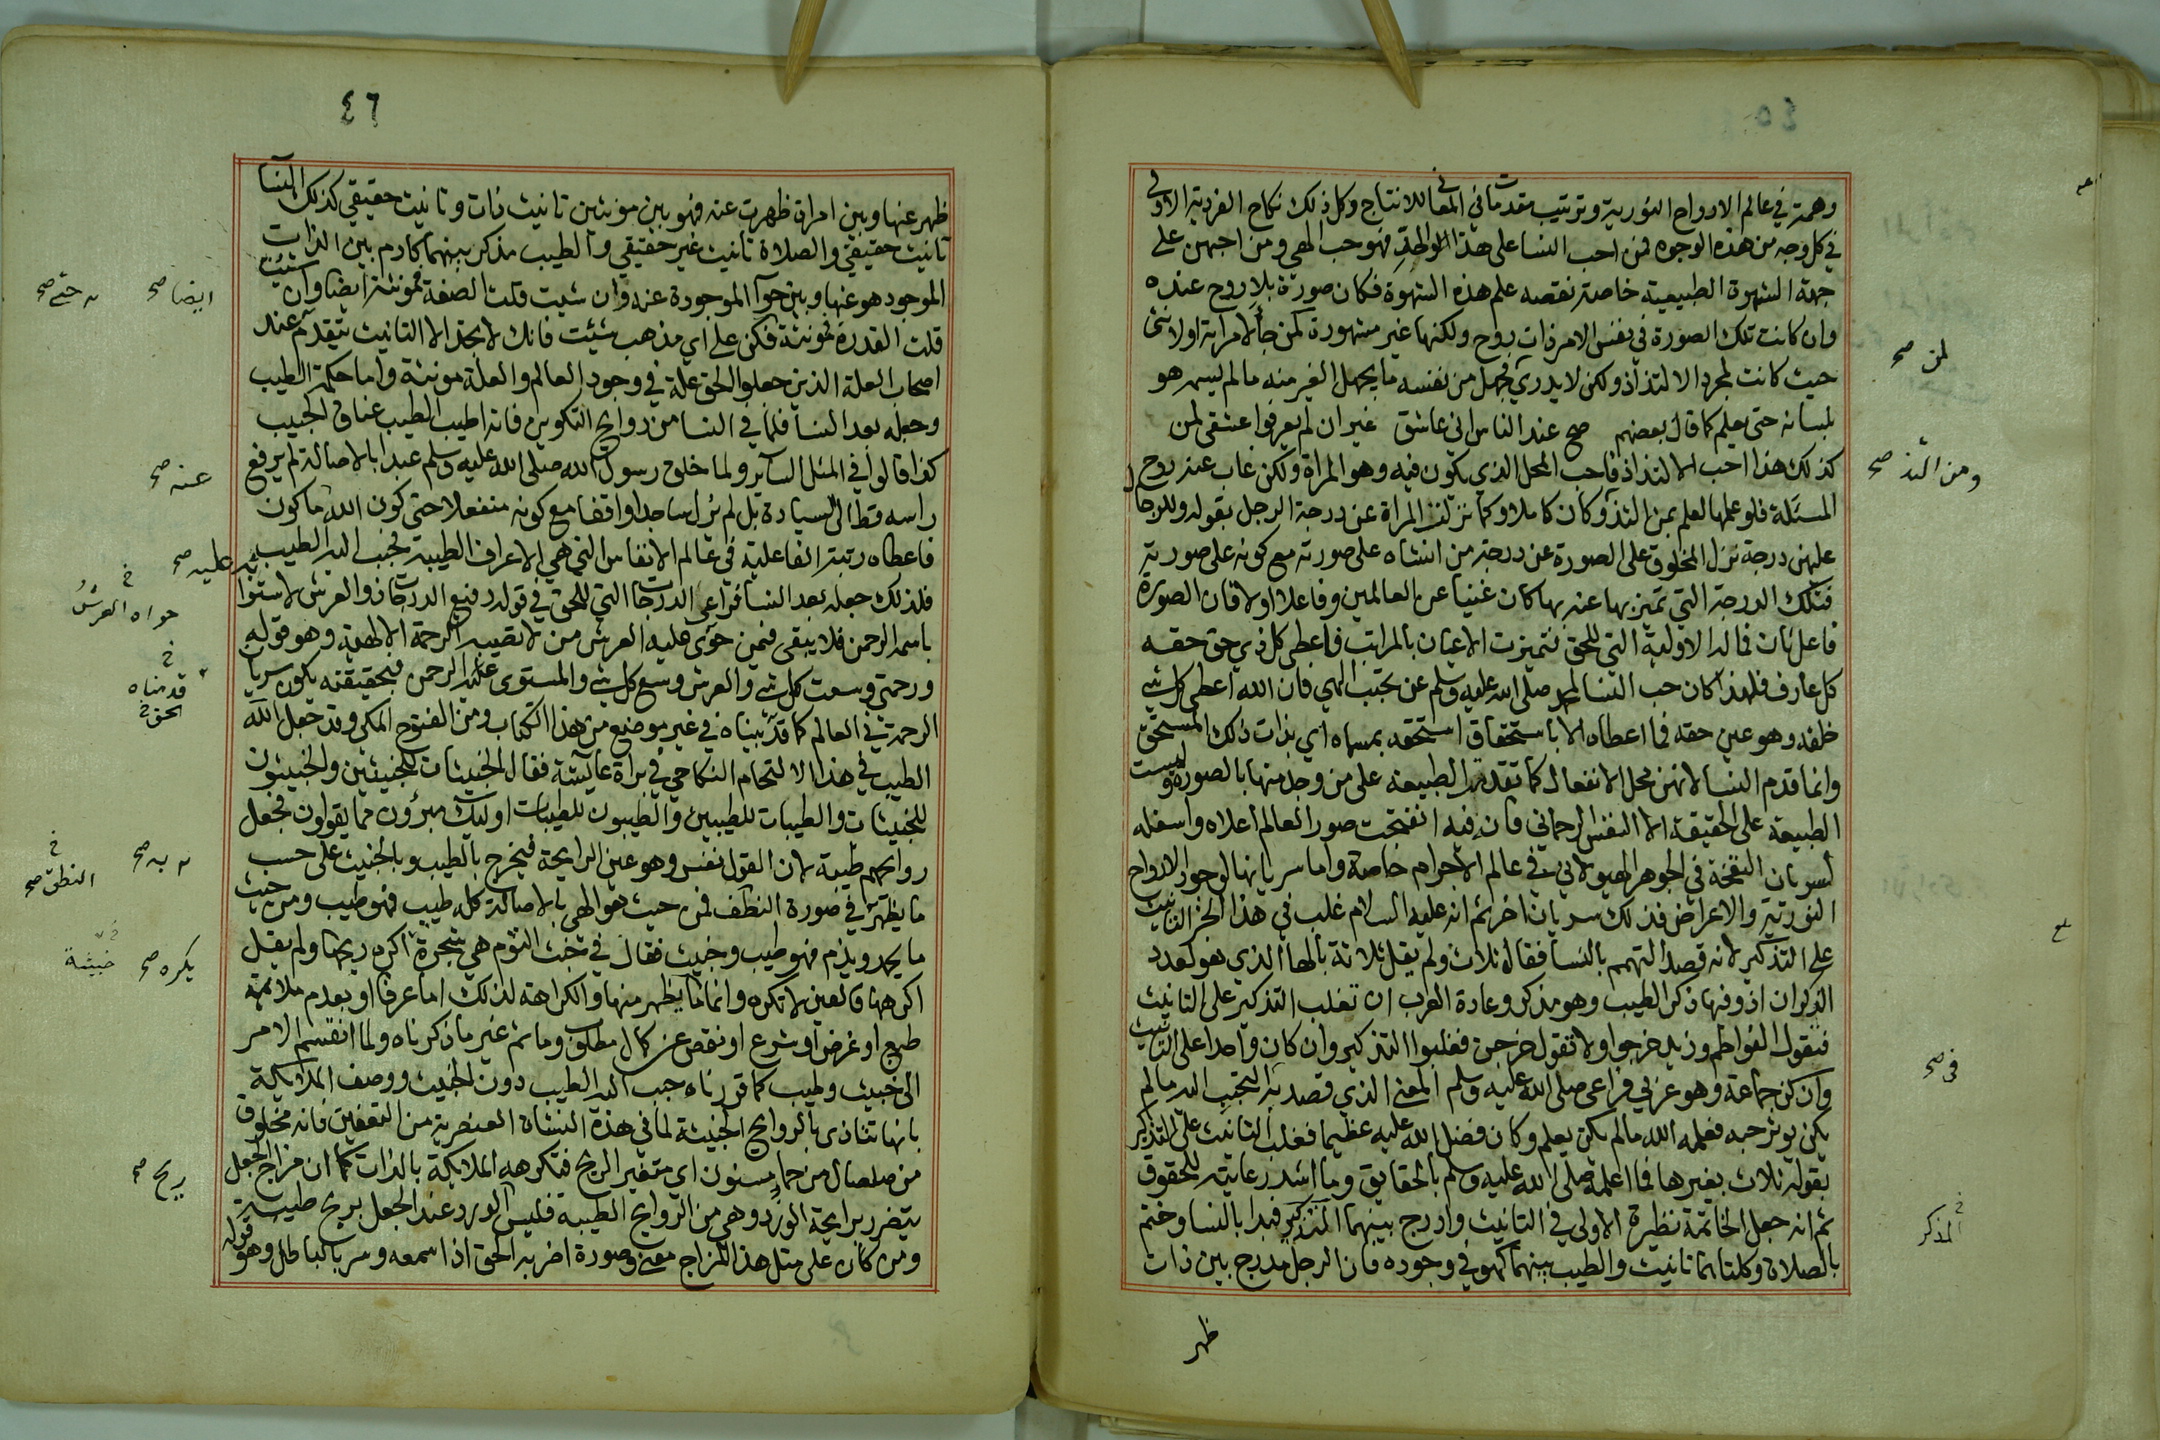 ٤٥
وهمة في عالم الارواح النورية وترتيب مقدمات في المعاني للانتاج وكل ذلك نكاح الفردية الاولى
في كل وجه من هذه الوجوه فمن احب النسا على هذا الحد فهو حب الهي ومن احبهن على
جهة الشهوة الطبيعية خاصة نقصه علم هذه الشهوة فكان صورة بلا روح عنده
وان كانت تلك الصورة في نفس الامر ذات روح ولكنها غير مشهورة لمن جا لامراته او لانثى
حيث كانت لمجرد الالتذاذ ولكن لا يدري فجهل من نفسه ما يجهل الغير منه ما لم يسمه هو
بلسانه حتى يعلم كما قال بعضهم صح عند الناس اني عاشق غير ان لم يعرفوا عشقي لمن
كذلك هذا احب الالتذاذ فاحب المحل الذي يكون فيه وهو المراة ولكن غاب عنه روح
المسئلة فلو علمها لعلم بمن التذ وكان كاملا وكما نزلت المراة عن درجة الرجل بقوله وللرجال
عليهن درجة نزل المخلوق على الصورة عن درجة من انشاه على صورته مع كونه على صورته
فتلك الدرجة التي تميز بها عنه بها كان غنيا عن العالمين وفاعلا اولا فان الصورة
فاعل ثان فما له الاولية التي للحق فتميزت الاعيان بالمراتب فاعطى كل ذي حق حقه
كل عارف فلهذا كان حب النسا لمحمد صلى الله عليه وسلم عن تحبب الهي فان الله اعطى كل شي
خلقه وهو عين حقه فما اعطاه الا باستحقاق استحقه بمسماه اي بذات ذلك المستحق
وانما قدم النسا لانهن محل الانفعال كما تقدمت الطبيعة على من وجد منها بالصورة وليست
الطبيعة على الحقيقة الا النفس الرحماني فان فيه انفتحت صور العالم اعلاه واسفله
لسريان النفخة في الجوهر الهيولاني في عالم الاجرام خاصة واما سريانها لوجود الارواح
النورية والاعراض فذلك سريان اخر ثم انه عليه السلام غلب في هذا الخبر التانيث
على التذكير لانه قصد التهمم بالنسا فقال ثلاث ولم يقل ثلاثة بالها الذي هو لعدد
الذكران اذ وفيها ذكر الطيب وهو مذكر وعادة العرب ان تغلب التذكير على التانيث
فيقول الفواطم وزيد خرجوا ولا تقول خرجن فغلبوا التذكير وان كان واحدا على التانيث
وان كن جماعة وهو عربي فراعى صلى الله عليه وسلم المعنى الذي قصد به التحبب اليه ما لم
يكن يوثر حبه فعلمه الله ما لم يكن يعلم وكان فضل الله عليه عظيما فغلب التانيث على التذكير
بقوله ثلاث بغير ها فما اعلمه صلى الله عليه وسلم بالحقايق وما اشد رعايته للحقوق
ثم انه جعل الخاتمة نظيرة الاولى في التانيث وادرج بينهما التذكير فبدا بالنسا وختم
بالصلاة وكلتاهما تانيث والطيب بينهما كهو في وجوده فان الرجل مدرج بين ذات
ظهر
لمن صح
ومن التذ صح
في صح
خ
المذكر
٤٦
ظهر عنها وبين امراة ظهرت عنه فهو بين مونثين تانيث ذات وتانيث حقيقي كذلك النسا
تانيث حقيقي والصلاة تانيث غير حقيقي والطيب مذكر بينهما كادم بين الذات
الموجود هو عنها وبين حوا الموجودة عنه وان شيت قلت الصفة فمونثة ايضا وان شئت
قلت القدرة فمونثة فكن على اي مذهب شئت فانك لا تجد الا التانيث يتقدم عند
اصحاب العلة الذين جعلوا الحق علة في وجود العالم والعلة مونثة واما حكمة الطيب
وجعله بعد النسا فلما في النسا من روايح التكوين فانه اطيب الطيب عناق الحبيب
كذا قالوا في المثل الساير ولما خلق رسول الله صلى الله عليه وسلم عبدا بالاصالة لم يرفع
راسه قط الى السيادة بل لم يزل ساجدا واقفا مع كونه منفعلا حتى كون الله ما كون
فاعطاه رتبة الفاعلية في عالم الانفاس التي هي الاعراف الطيبة فحبب اليه الطيب
فلذلك جعله بعد النسا فراعى الدرجات التي للحق في قوله رفيع الدرجات ذو العرش لاستوا
باسمه الرحمن فلا يبقى فيمن حوى عليه العرش من لا تصيبه الرحمة الالهية وهو قوله
ورحمتي وسعت كل شي والعرش وسع كل شي والمستوى عليه الرحمن فبحقيقته يكون سريان
الرحمة في العالم كما قد بيناه في غير موضع من هذا الكتاب ومن الفتوح المكي وقد جعل الله
الطيب في هذا الالتحام النكاحي في براة عايشة فقال الخبيثات للخبيثين والخبيثون
للخبيثات والطيبات للطيبين والطيبون للطيبات اوليك مبرؤن مما يقولون فجعل
روايحهم طيبة لان القول نفس وهو عين الرايحة فيخرج بالطيب وبالخبيث على حسب
ما يظهر في صورة النطق فمن حيث هو الهي بالاصالة كله طيب فهو طيب ومن حيث
ما يحمد ويذم فهو طيب وخبيث فقال في خبث الثوم هي شجرة اكره ريحها ولم يقل
اكرهها فالعين لا تكره وانما ما يظهر منها والكراهة لذلك اما عرفا او بعدم ملائمة
طبع او غرض او شرع او نقص عن كمال مطلوب وما ثم غير ما ذكرناه ولما انقسم الامر
الى خبيث وطيب كما قررناه حبب اليه الطيب دون الخبيث ووصف الملايكة
بانها تتاذى بالروايح الخبيثة لما في هذه النشاة العنصرية من التعفين فانه مخلوق
من صلصال من حما مسنون اي متغير الريح فتكرهه الملايكة بالذات كما ان مزاج الجعل
يتضرر برايحة الورد وهي من الروايح الطيبة فليس الورد عند الجعل بريح طيبة
ومن كان على مثل هذا المزاج معنى وصورة اضر به الحق اذا سمعه وسر بالباطل وهو قوله
ايضا صح
حتى صح
عنه صح
عليه صح
خ
حواه العرش
خ
قدمناه
الحق
به صح
خ
النطق صح
يكره صح
خبيثة
ريح صح